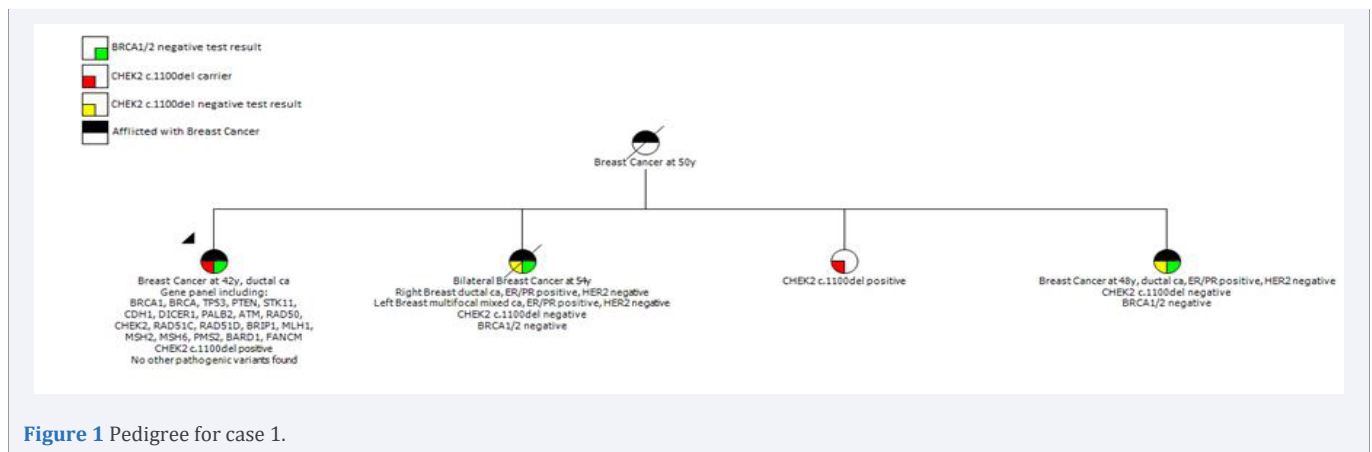 BRCA1/2 negative test result
CHEK2 c.1100del carrier
CHEK2 c.1100del negative test result
Afflicted with Breast Cancer
Breast Cancer at 50y
Breast Cancer at 42y, ductal ca
Gene panel including:
BRCA1, BRCA, TP53, PTEN, STK11,
CDH1, DICER1, PALB2, ATM, RAD50,
CHEK2, RAD51C, RAD51D, BRIP1, MLH1,
MSH2, MSH6, PMS2, BARD1, FANCM
CHEK2 c.1100del positive
No other pathogenic variants found
Bilateral Breast Cancer at 54y
Right Breast ductal ca, ER/PR positive, HER2 negative
Left Breast multifocal mixed ca, ER/PR positive, HER2 negative
CHEK2 c.1100del negative
BRCA1/2 negative
CHEK2 c.1100del positive
Breast Cancer at 48y, ductal ca, ER/PR positive, HER2 negative
CHEK2 c.1100del negative
BRCA1/2 negative
Figure 1 Pedigree for case 1.